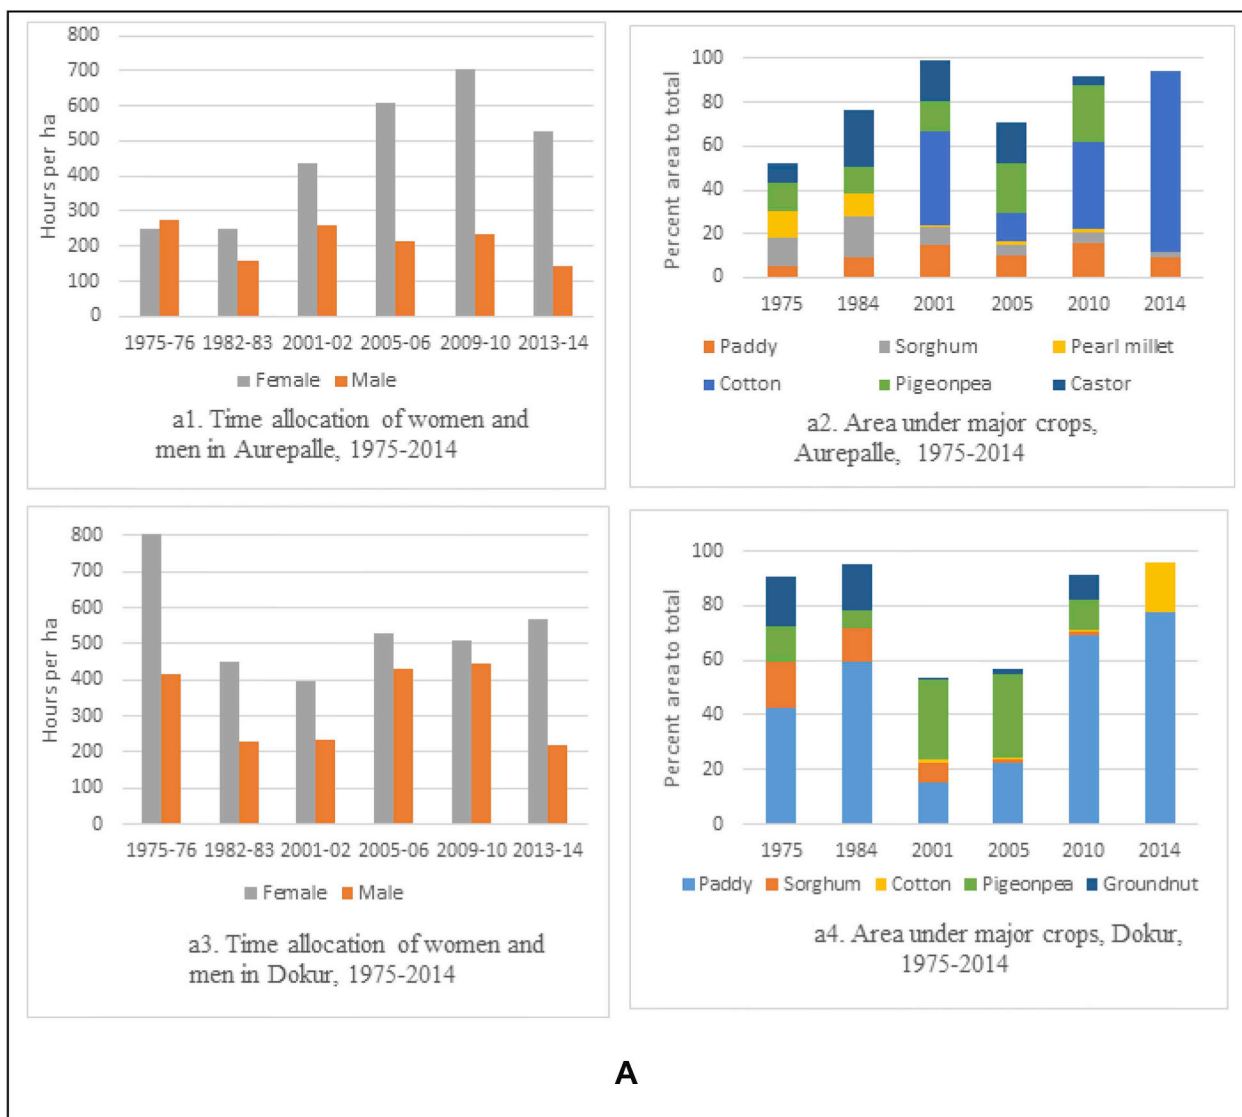 800
700
600
500
400
300
200
100
0
Hours per ha
1975-76 1982-83 2001-02 2005-06 2009-10 2013-14
Female Male
a1. Time allocation of women and
men in Aurepalle, 1975-2014
100
80
60
40
20
0
Percent area to total
1975 1984 2001 2005 2010 2014
Paddy Sorghum Pearl millet
Cotton Pigeonpea Castor
a2. Area under major crops,
Aurepalle, 1975-2014
800
700
600
500
400
300
200
100
0
Hours per ha
1975-76 1982-83 2001-02 2005-06 2009-10 2013-14
Female Male
a3. Time allocation of women and
men in Dokur, 1975-2014
100
80
60
40
20
0
Percent area to total
1975 1984 2001 2005 2010 2014
Paddy Sorghum Cotton Pigeonpea Groundnut
a4. Area under major crops, Dokur,
1975-2014
A